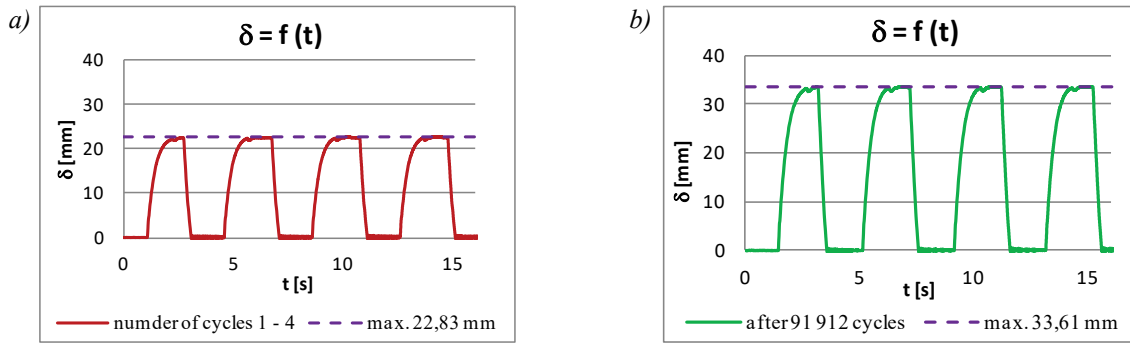 a)
δ = f (t)
40
30
20
10
0
δ [mm]
0 5 10 15
t [s]
numder of cycles 1 - 4 max. 22,83 mm
b)
δ = f (t)
40
30
20
10
0
δ [mm]
0 5 10 15
t [s]
after 91 912 cycles max. 33,61 mm